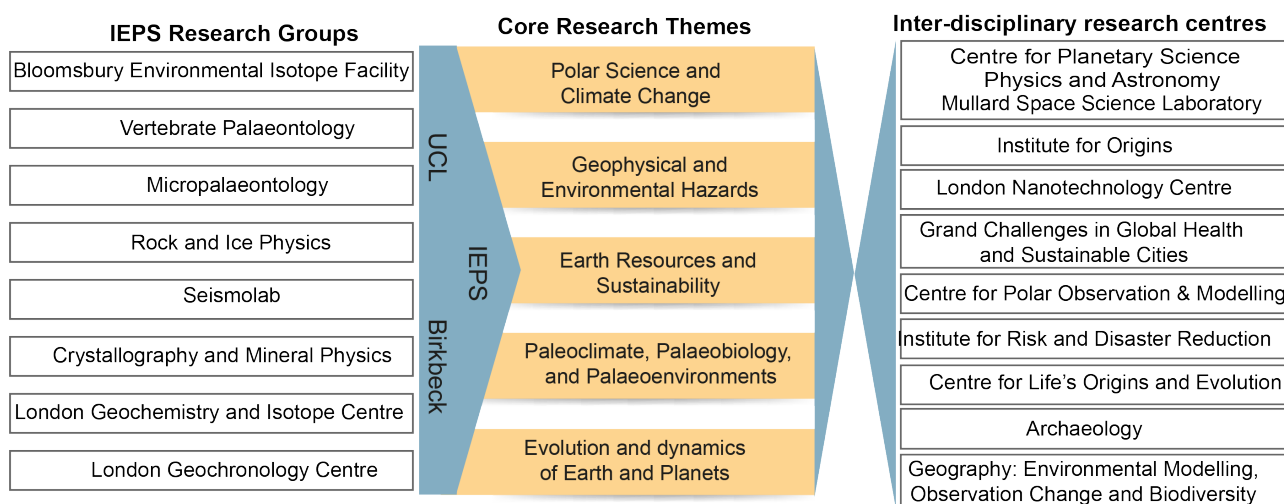 IEPS Research Groups
Bloomsbury Environmental Isotope Facility
Vertebrate Palaeontology
Micropalaeontology
Rock and Ice Physics
Seismolab
Crystallography and Mineral Physics
London Geochemistry and Isotope Centre
London Geochronology Centre
UCL
IEPS
Birkbeck
Core Research Themes
Polar Science and
Climate Change
Geophysical and
Environmental Hazards
Earth Resources and
Sustainability
Paleoclimate, Palaeobiology,
and Palaeoenvironments
Evolution and dynamics
of Earth and Planets
Inter-disciplinary research centres
Centre for Planetary Science
Physics and Astronomy
Mullard Space Science Laboratory
Institute for Origins
London Nanotechnology Centre
Grand Challenges in Global Health
and Sustainable Cities
Centre for Polar Observation & Modelling
Institute for Risk and Disaster Reduction
Centre for Life's Origins and Evolution
Archaeology
Geography: Environmental Modelling,
Observation Change and Biodiversity